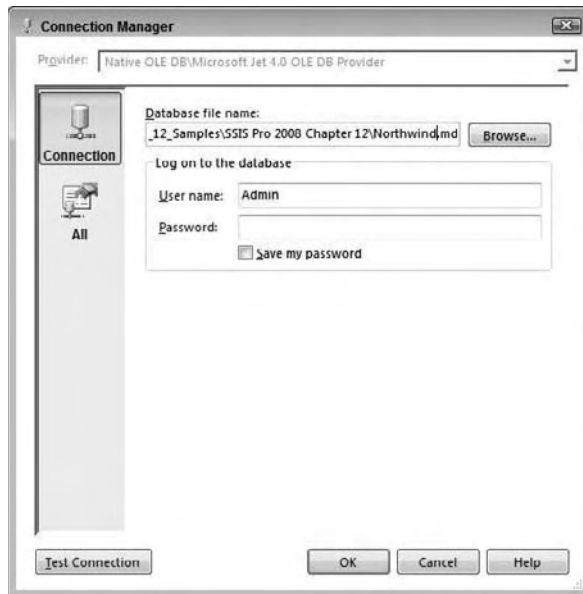 Connection Manager
Provider: Native OLE DB\Microsoft Jet 4.0 OLE DB Provider
Connection
All
Database file name:
_12_Samples\SSIS Pro 2008 Chapter 12\Northwind.md
Browse...
Log on to the database
User name: Admin
Password:
Save my password
Test Connection
OK
Cancel
Help